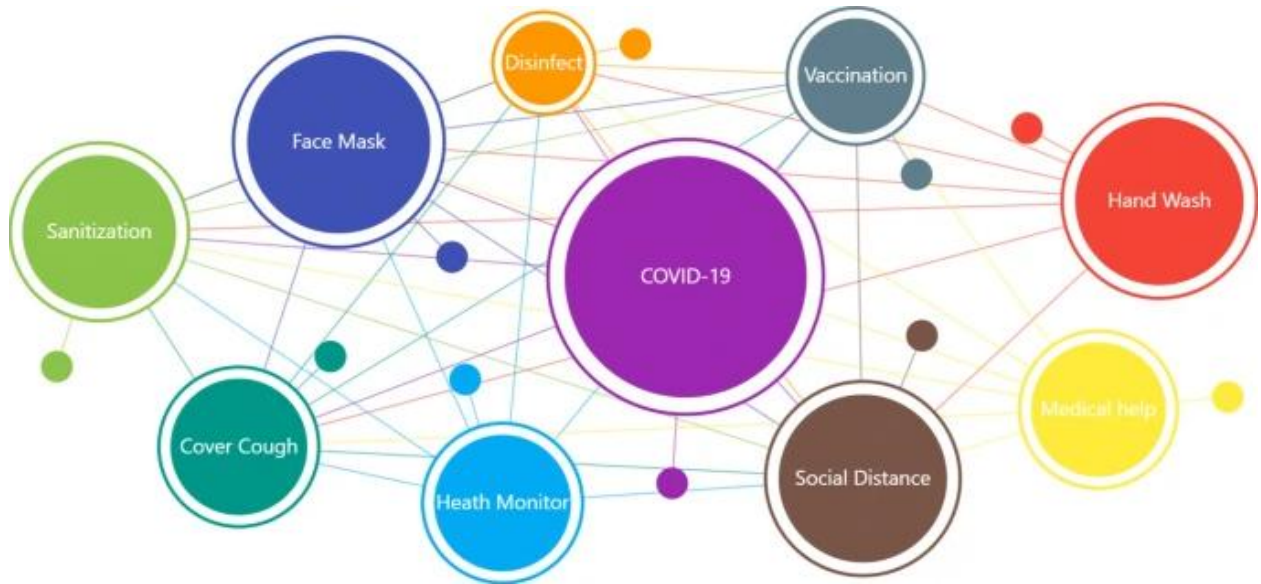 Disinfect
Vaccination
Face Mask
Hand Wash
Sanitization
COVID-19
Medical help
Cover Cough
Social Distance
Heath Monitor